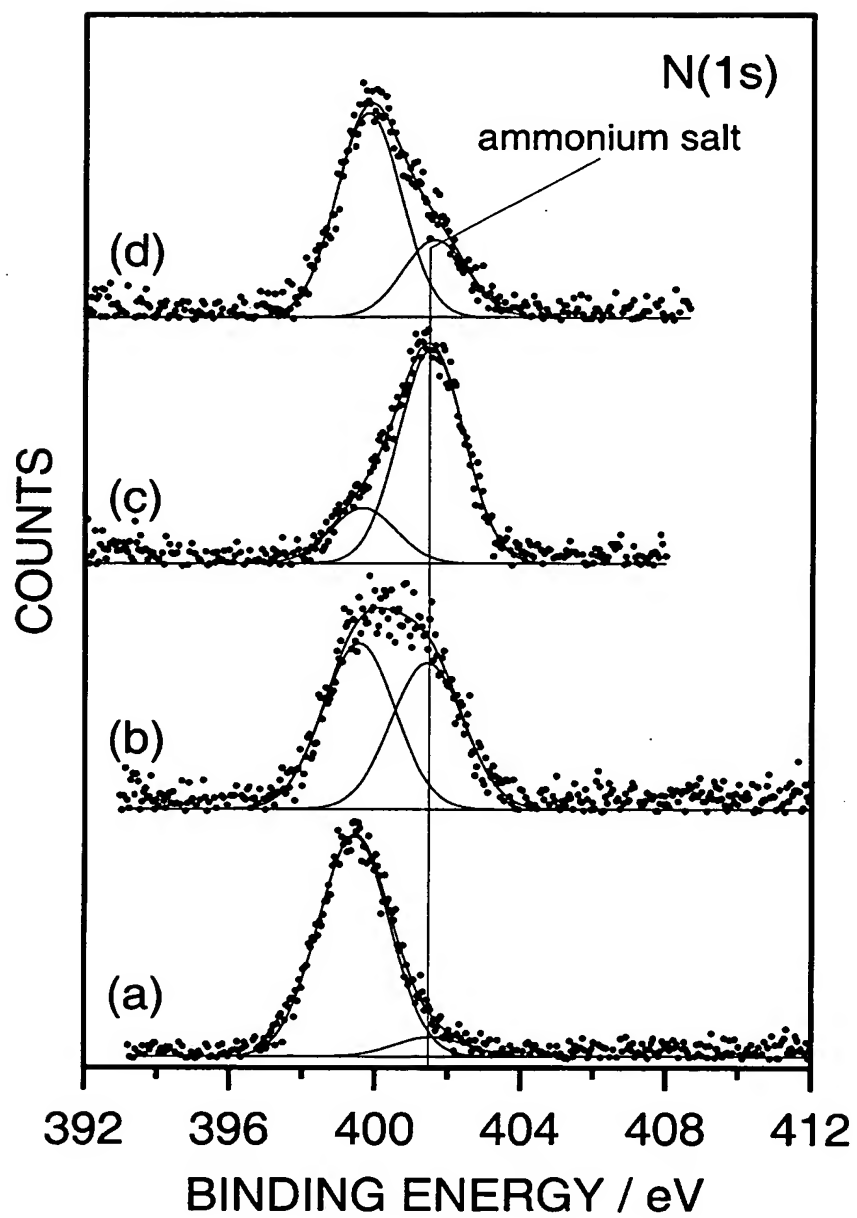 N(1s)
ammonium salt
(d)
(c)
(b)
(a)
COUNTS
392 396 400 404 408 412
BINDING ENERGY / eV